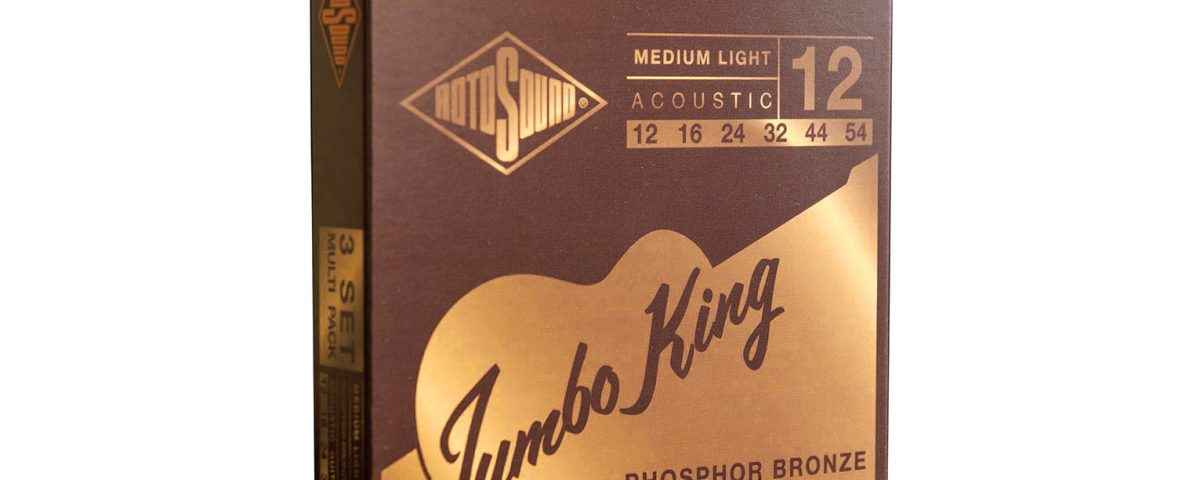 ROTOSOUND®
MEDIUM LIGHT
ACOUSTIC
12
12 16 24 32 44 54
Jumbo King
PHOSPHOR BRONZE
3 SET
MULTI PACK